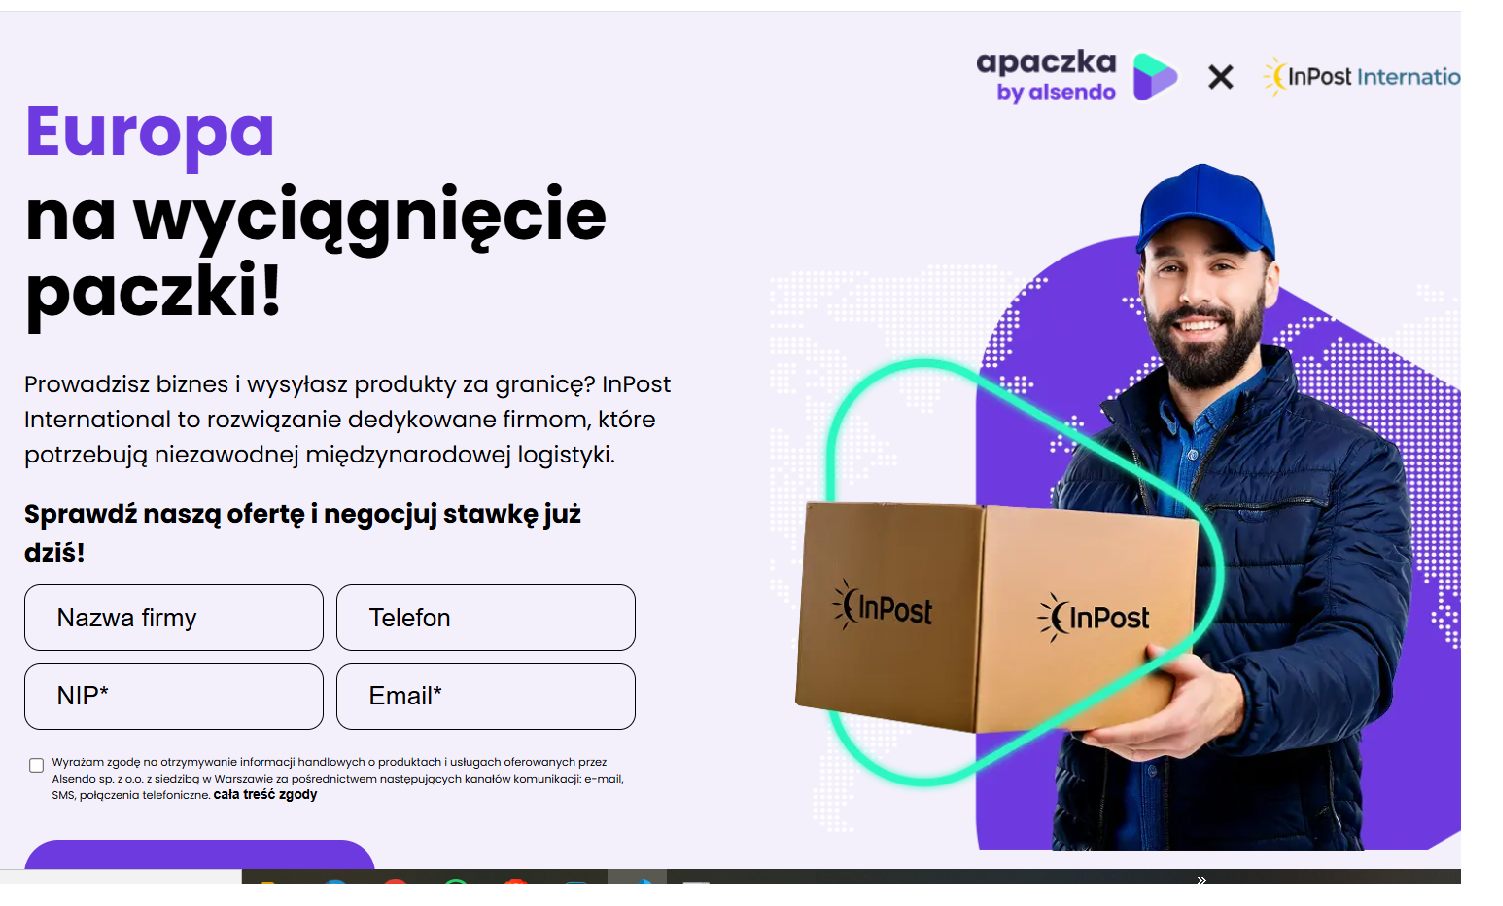 apaczka
by alsendo
InPost
Europa
na wyciągnięcie
paczki!
Prowadzisz biznes i wysyłasz produkty za granicę? InPost
International to rozwiązanie dedykowane firmom, które
potrzebują niezawodnej międzynarodowej logistyki.
Sprawdź naszą ofertę i negocjuj stawkę już
dziś!
Nazwa firmy
Telefon
NIP*
Email*
Wyrażam zgodę na otrzymywanie informacji handlowych o produktach i usługach oferowanych przez
Alsendo sp. z o.o. z siedzibą w Warszawie za pośrednictwem następujących kanałów komunikacji: e-mail,
SMS, połączenia telefoniczne. cała treść zgody
InPost
InPost